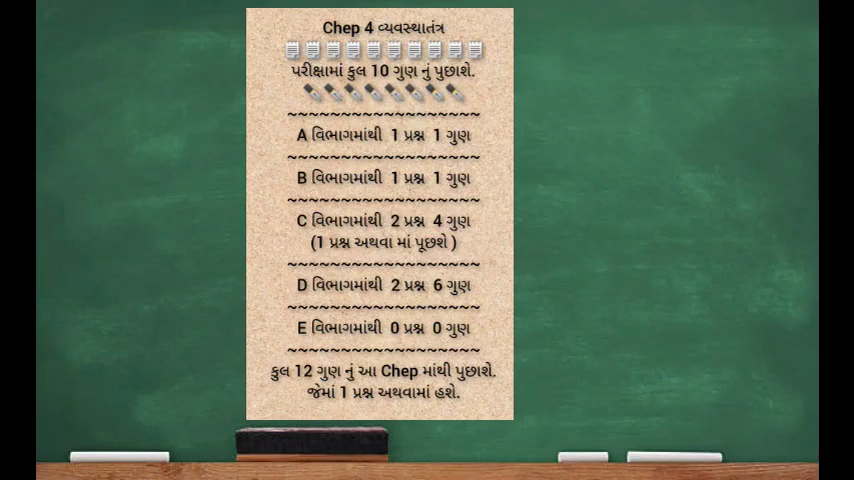 Chep 4 વ્યવસ્થાતંત્ર
પરીક્ષામાં કુલ 10 ગુણ નું પુછાશે.
~~~~~~~~~~~~~~~~~
A વિભાગમાંથી 1 પ્રશ્ન 1 ગુણ
~~~~~~~~~~~~~~~~~
B વિભાગમાંથી 1 પ્રશ્ન 1 ગુણ
~~~~~~~~~~~~~~~~~
C વિભાગમાંથી 2 પ્રશ્ન 4 ગુણ
(1 પ્રશ્ન અથવા માં પૂછશે )
~~~~~~~~~~~~~~~~~
D વિભાગમાંથી 2 પ્રશ્ન 6 ગુણ
~~~~~~~~~~~~~~~~~
E વિભાગમાંથી 0 પ્રશ્ન 0 ગુણ
~~~~~~~~~~~~~~~~~
કુલ 12 ગુણ નું આ Chep માંથી પુછાશે.
જેમાં 1 પ્રશ્ન અથવામાં હશે.